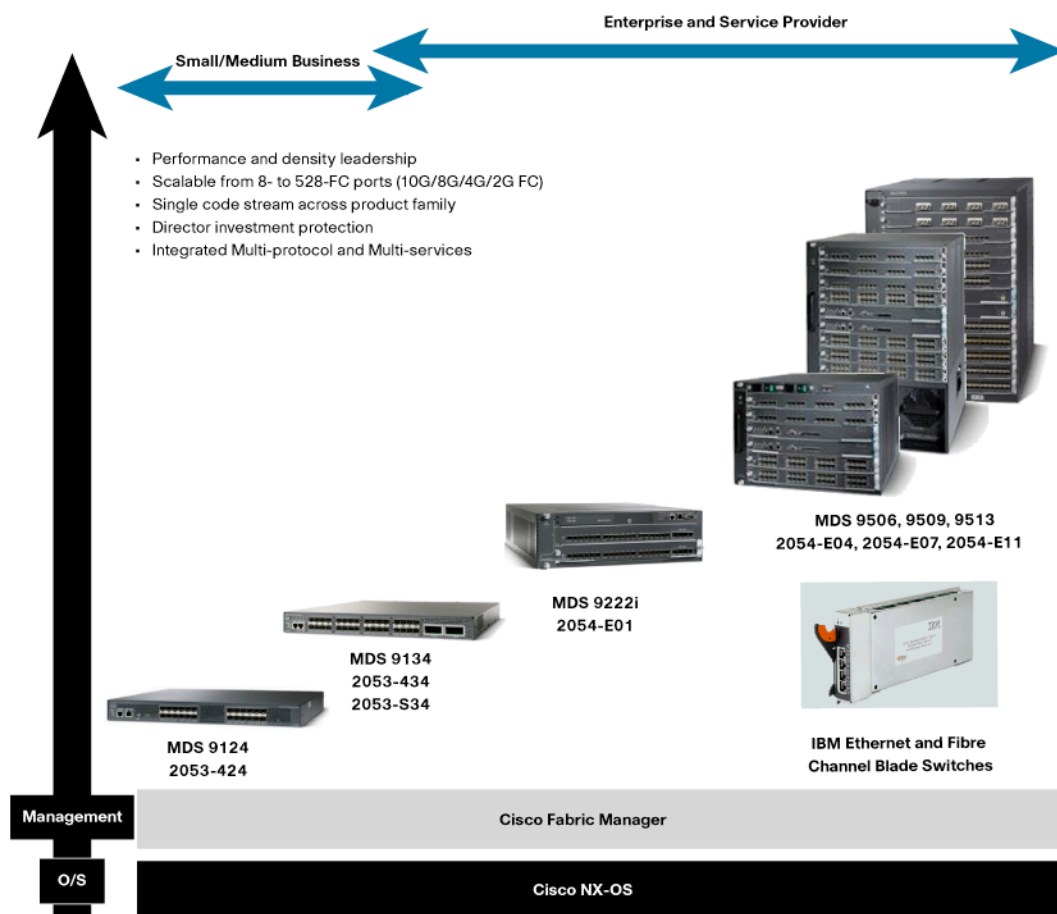 Enterprise and Service Provider
Small/Medium Business
▪ Performance and density leadership
▪ Scalable from 8- to 528-FC ports (10G/8G/4G/2G FC)
▪ Single code stream across product family
▪ Director investment protection
▪ Integrated Multi-protocol and Multi-services
MDS 9506, 9509, 9513
2054-E04, 2054-E07, 2054-E11
MDS 9222i
2054-E01
MDS 9134
2053-434
2053-S34
MDS 9124
2053-424
IBM
IBM Ethernet and Fibre
Channel Blade Switches
Management
Cisco Fabric Manager
O/S
Cisco NX-OS